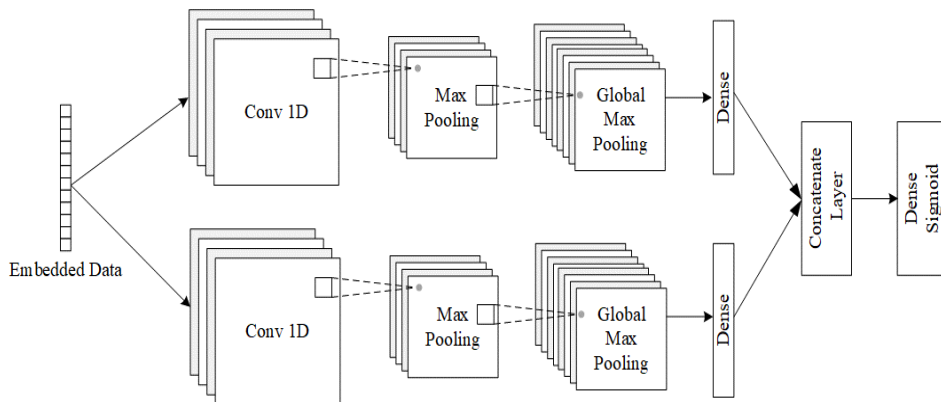 Conv 1D
Max
Pooling
Global
Max
Pooling
Dense
Embedded Data
Concatenate
Layer
Dense
Sigmoid
Conv 1D
Max
Pooling
Global
Max
Pooling
Dense